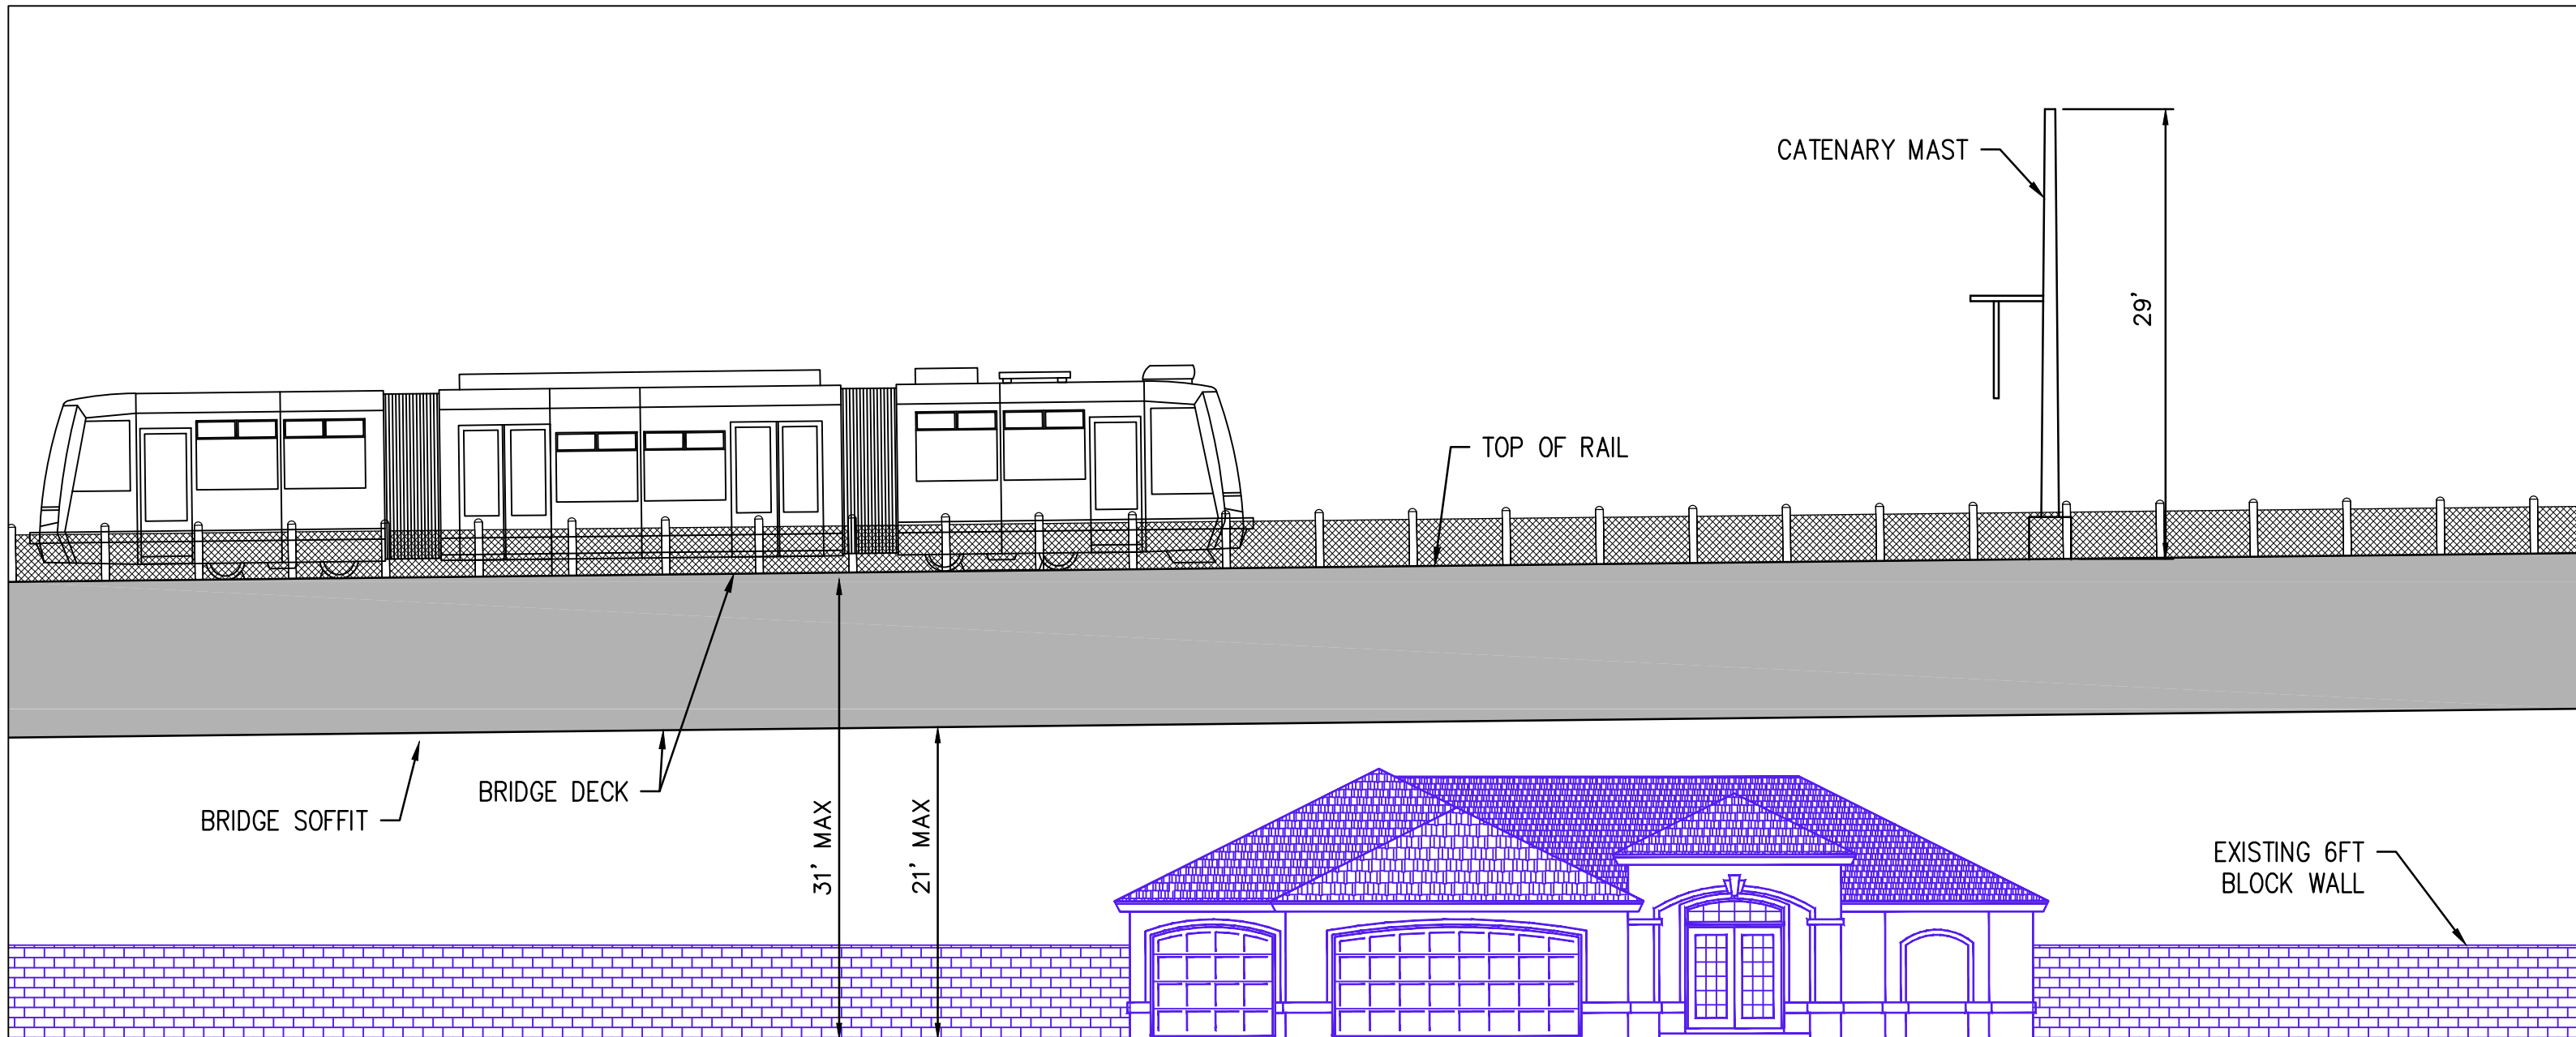 CATENARY MAST
29'
TOP OF RAIL
BRIDGE DECK
BRIDGE SOFFIT
31' MAX
21' MAX
EXISTING 6FT
BLOCK WALL